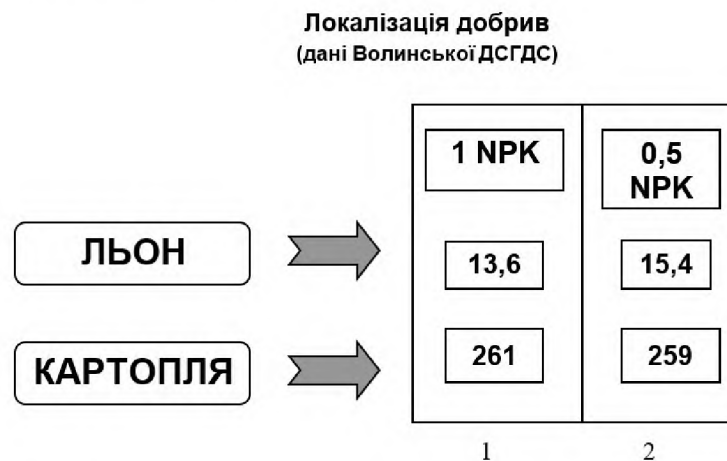 Локалізація добрив
(дані Волинської ДСГДС)
1 NPK
0,5
NPK
ЛЬОН
13,6
15,4
КАРТОПЛЯ
261
259
1
2